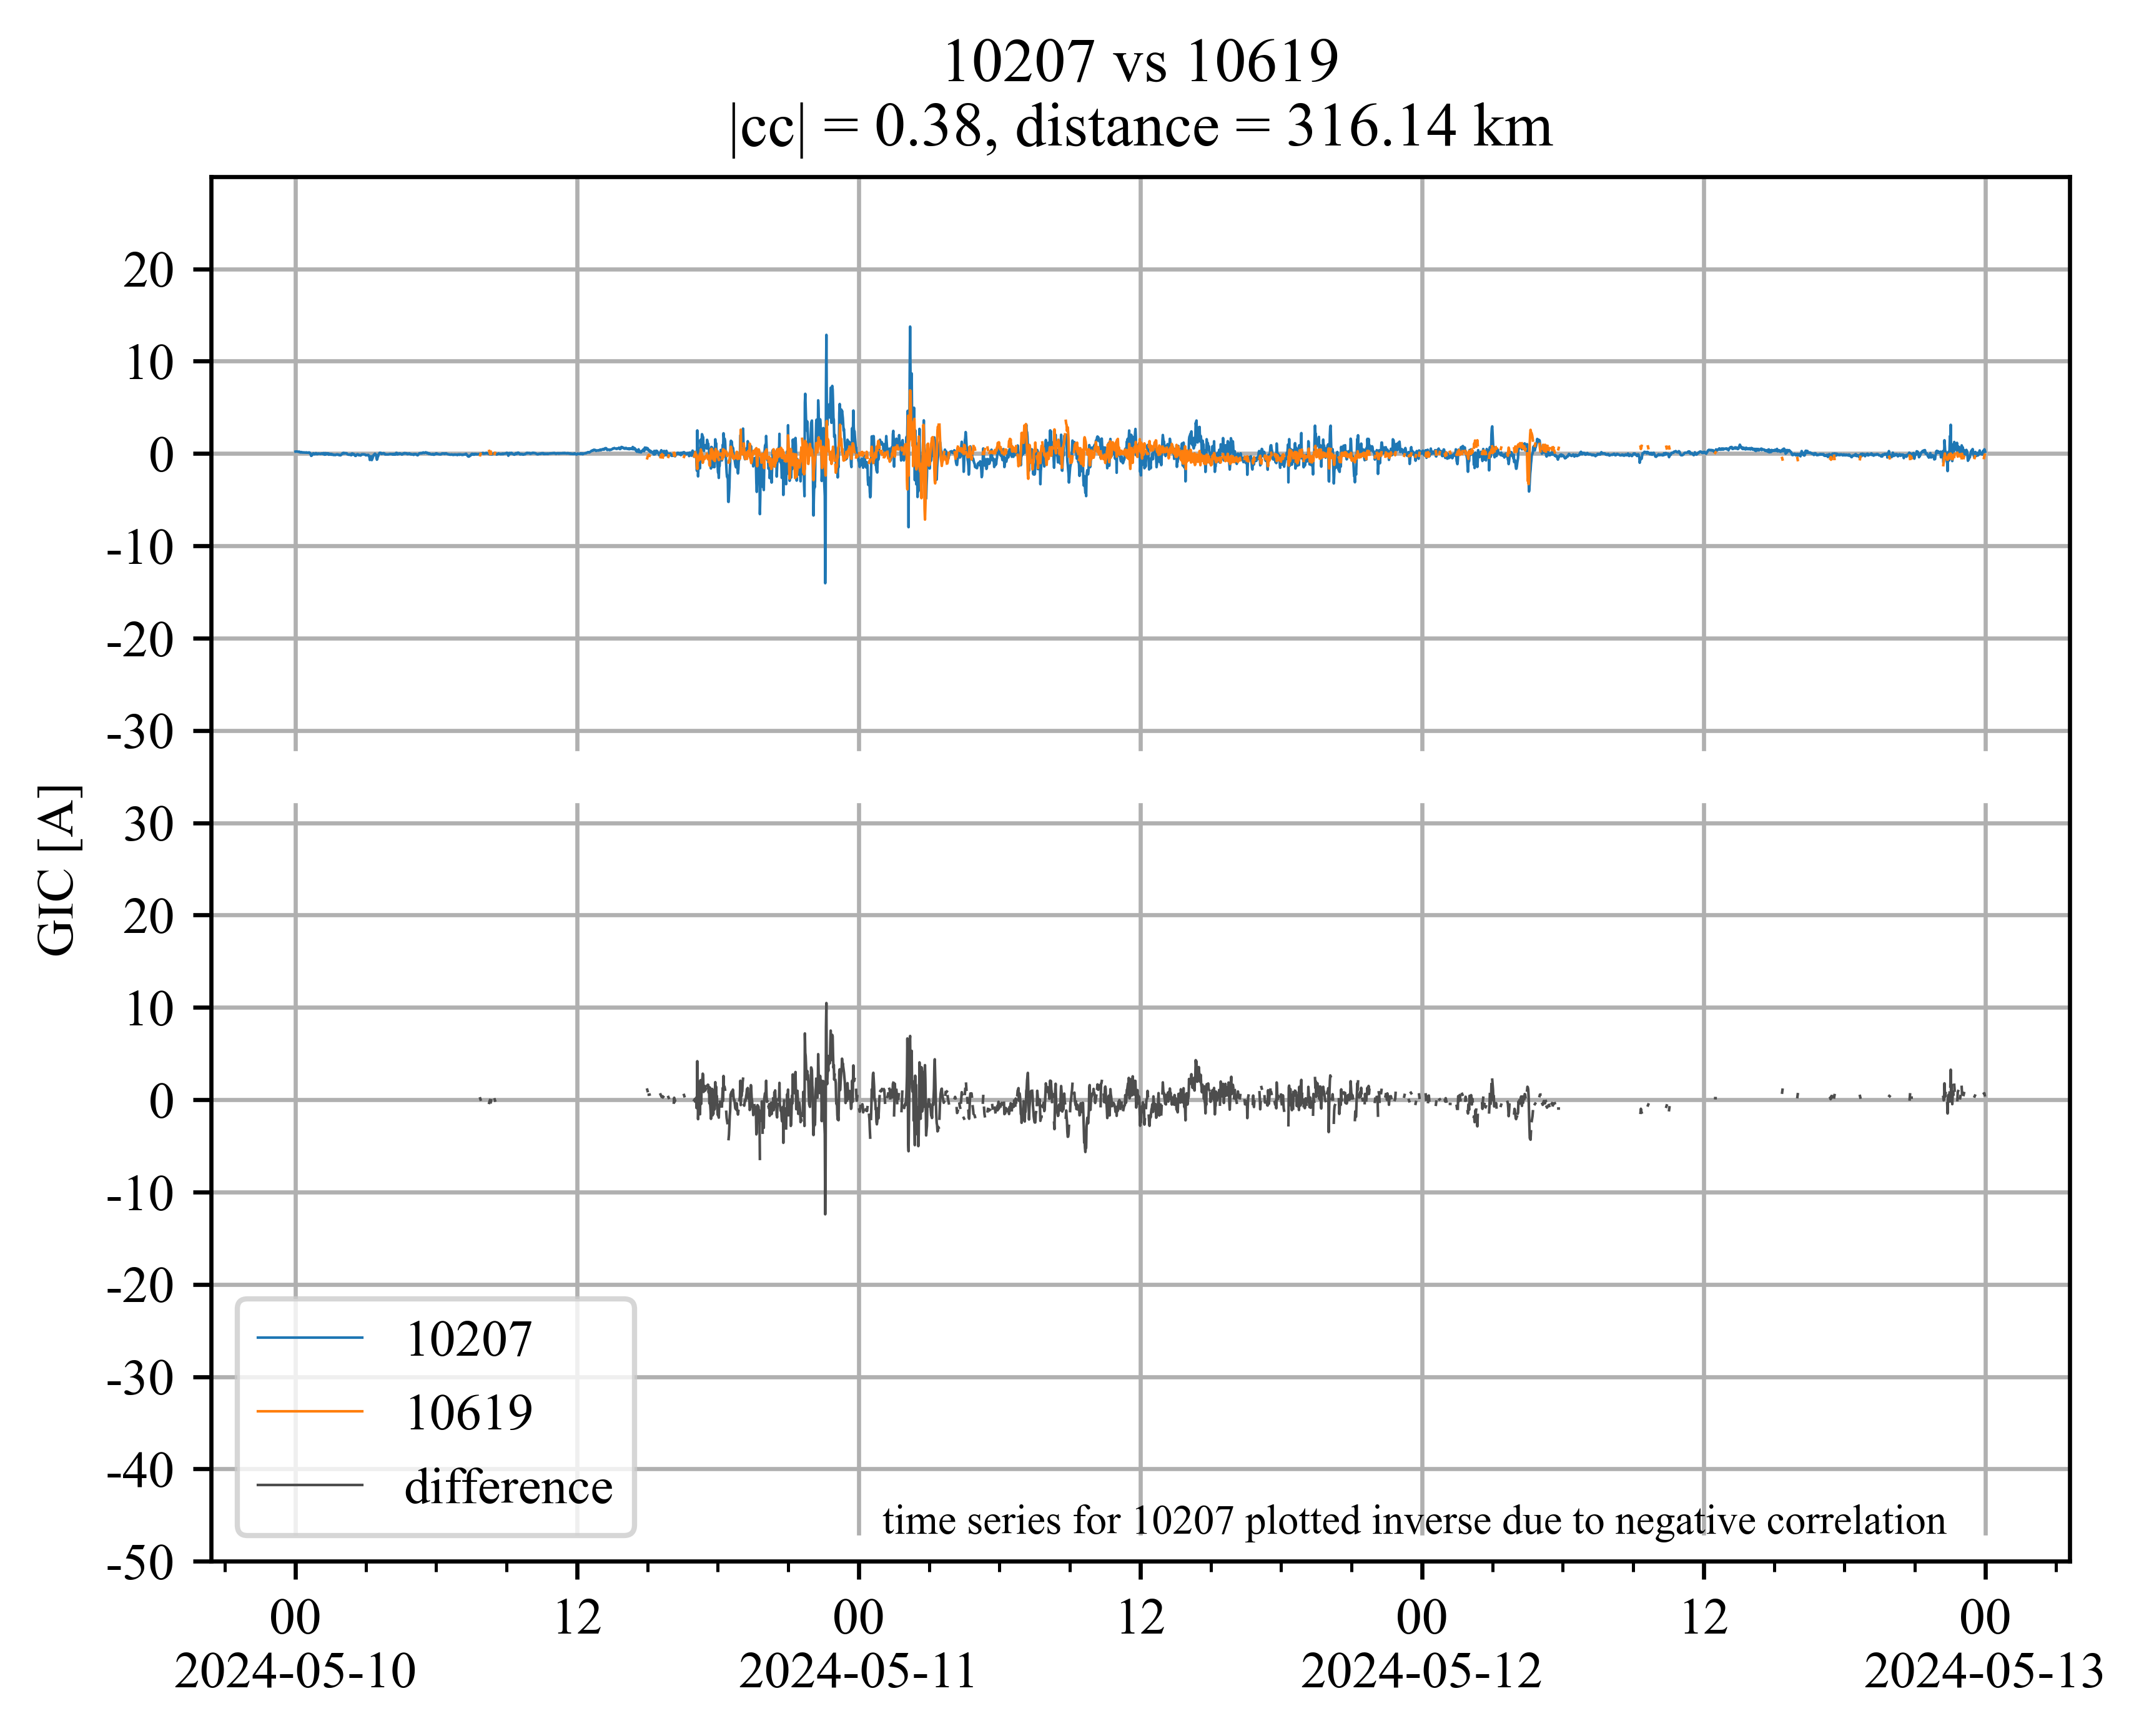 10207 vs 10619
|cc| = 0.38, distance = 316.14 km
20
10
0
-10
-20
-30
30
20
10
0
-10
-20
-30
-40
-50
GIC [A]
10207
10619
difference
time series for 10207 plotted inverse due to negative correlation
00 12 00 12 00 12 00
2024-05-10 2024-05-11 2024-05-12 2024-05-13